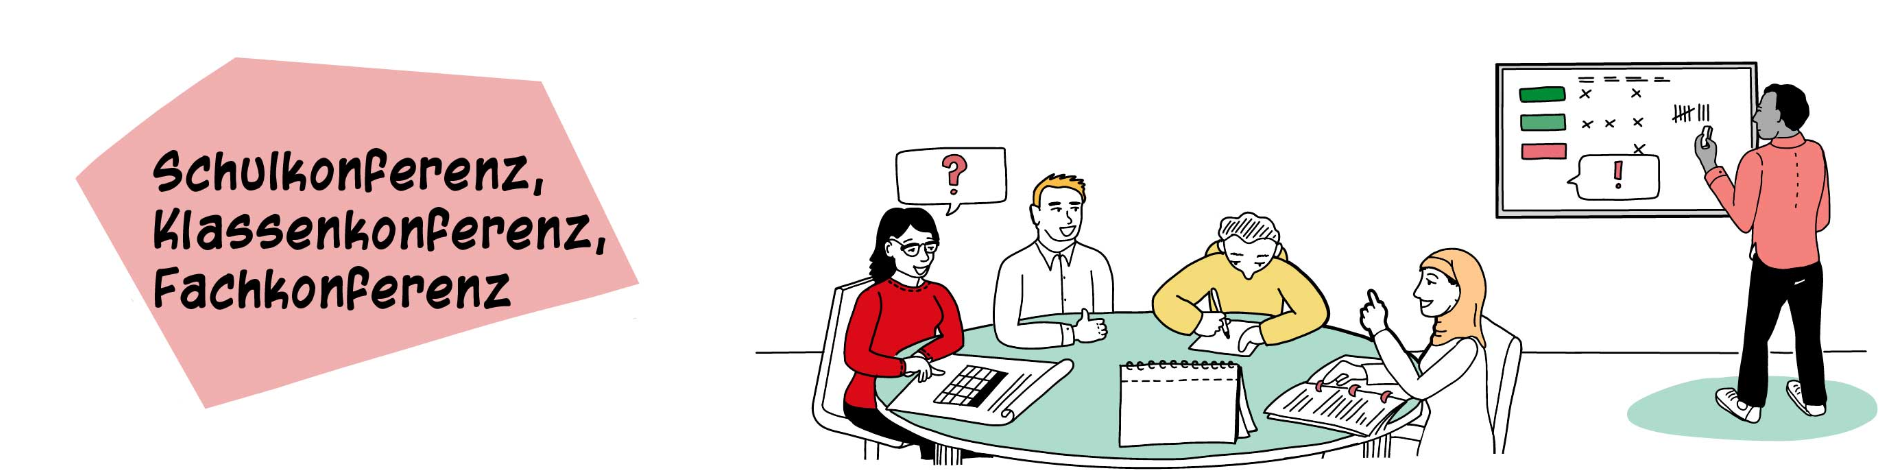 Schulkonferenz,
Klassenkonferenz,
Fachkonferenz
?
!